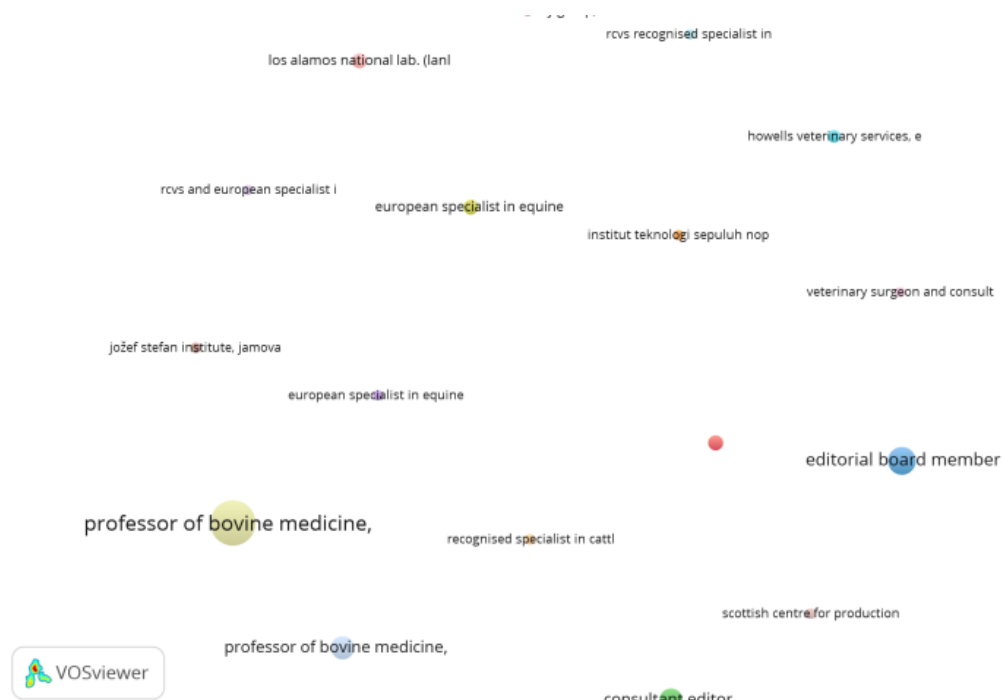 rcvs recognised specialist in
los alamos national lab. (lanl
howells veterinary services, e
rcvs and european specialist i
european specialist in equine
institut teknologi sepuluh nop
veterinary surgeon and consult
jožef stefan institute, jamova
european specialist in equine
editorial board member
professor of bovine medicine,
recognised specialist in cattl
scottish centre for production
professor of bovine medicine,
VOSviewer
consultant editor